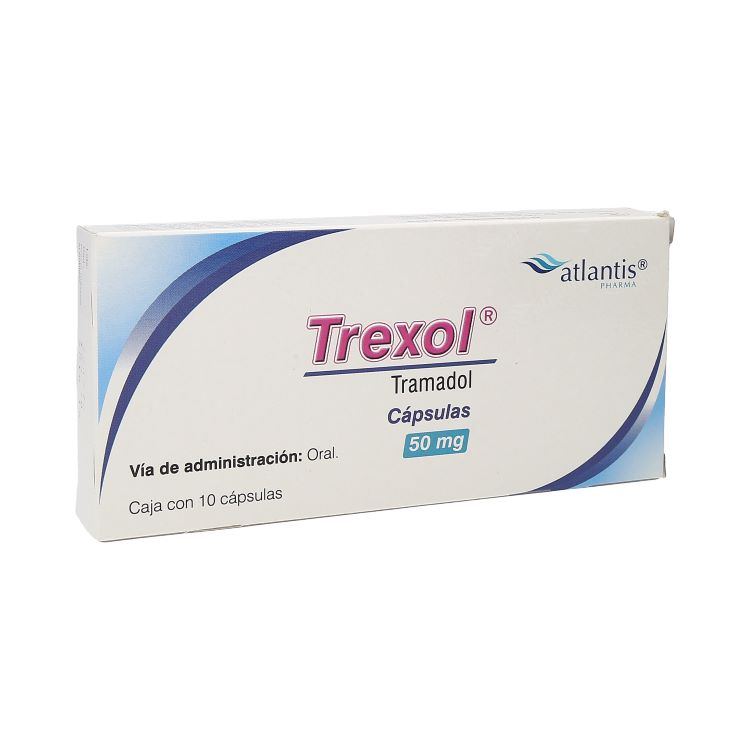 atlantis®
PHARMA
Trexol®
Tramadol
Cápsulas
50 mg
Vía de administración: Oral.
Caja con 10 cápsulas